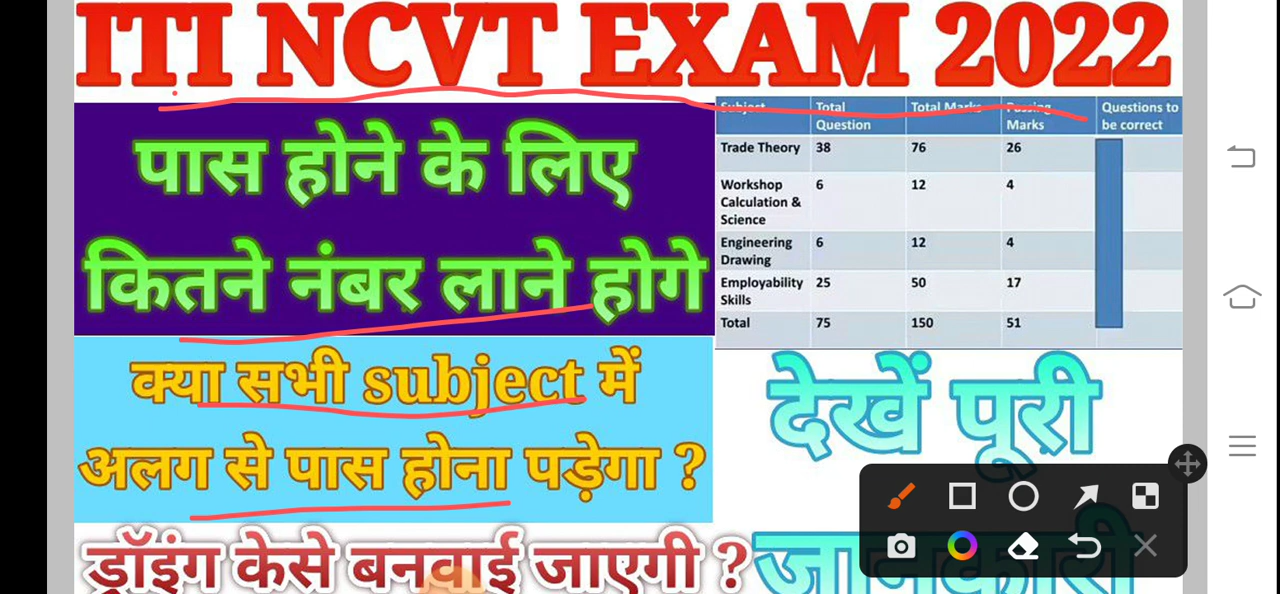 ITI NCVT EXAM 2022
पास होने के लिए
कितने नंबर लाने होगे
क्या सभी subject में
अलग से पास होना पड़ेगा ?
ड्रॉइंग केसे बनवाई जाएगी ?
Subject Total Question Total Marks Passing Marks Questions to be correct
Trade Theory 38 76 26
Workshop Calculation & Science 6 12 4
Engineering Drawing 6 12 4
Employability Skills 25 50 17
Total 75 150 51
देखें पूरी
जानकारी